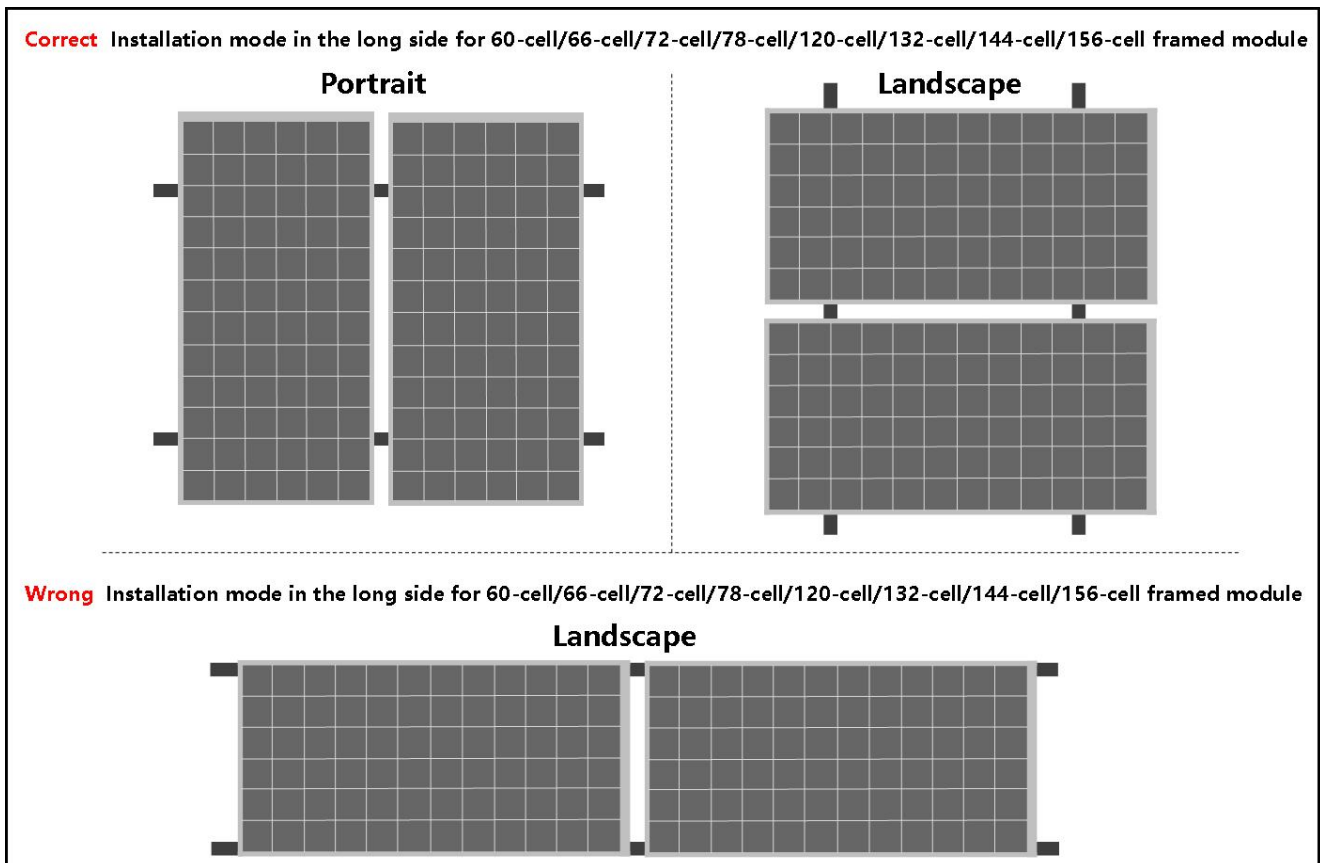 Correct Installation mode in the long side for 60-cell/66-cell/72-cell/78-cell/120-cell/132-cell/144-cell/156-cell framed module
Portrait
Landscape
Wrong Installation mode in the long side for 60-cell/66-cell/72-cell/78-cell/120-cell/132-cell/144-cell/156-cell framed module
Landscape